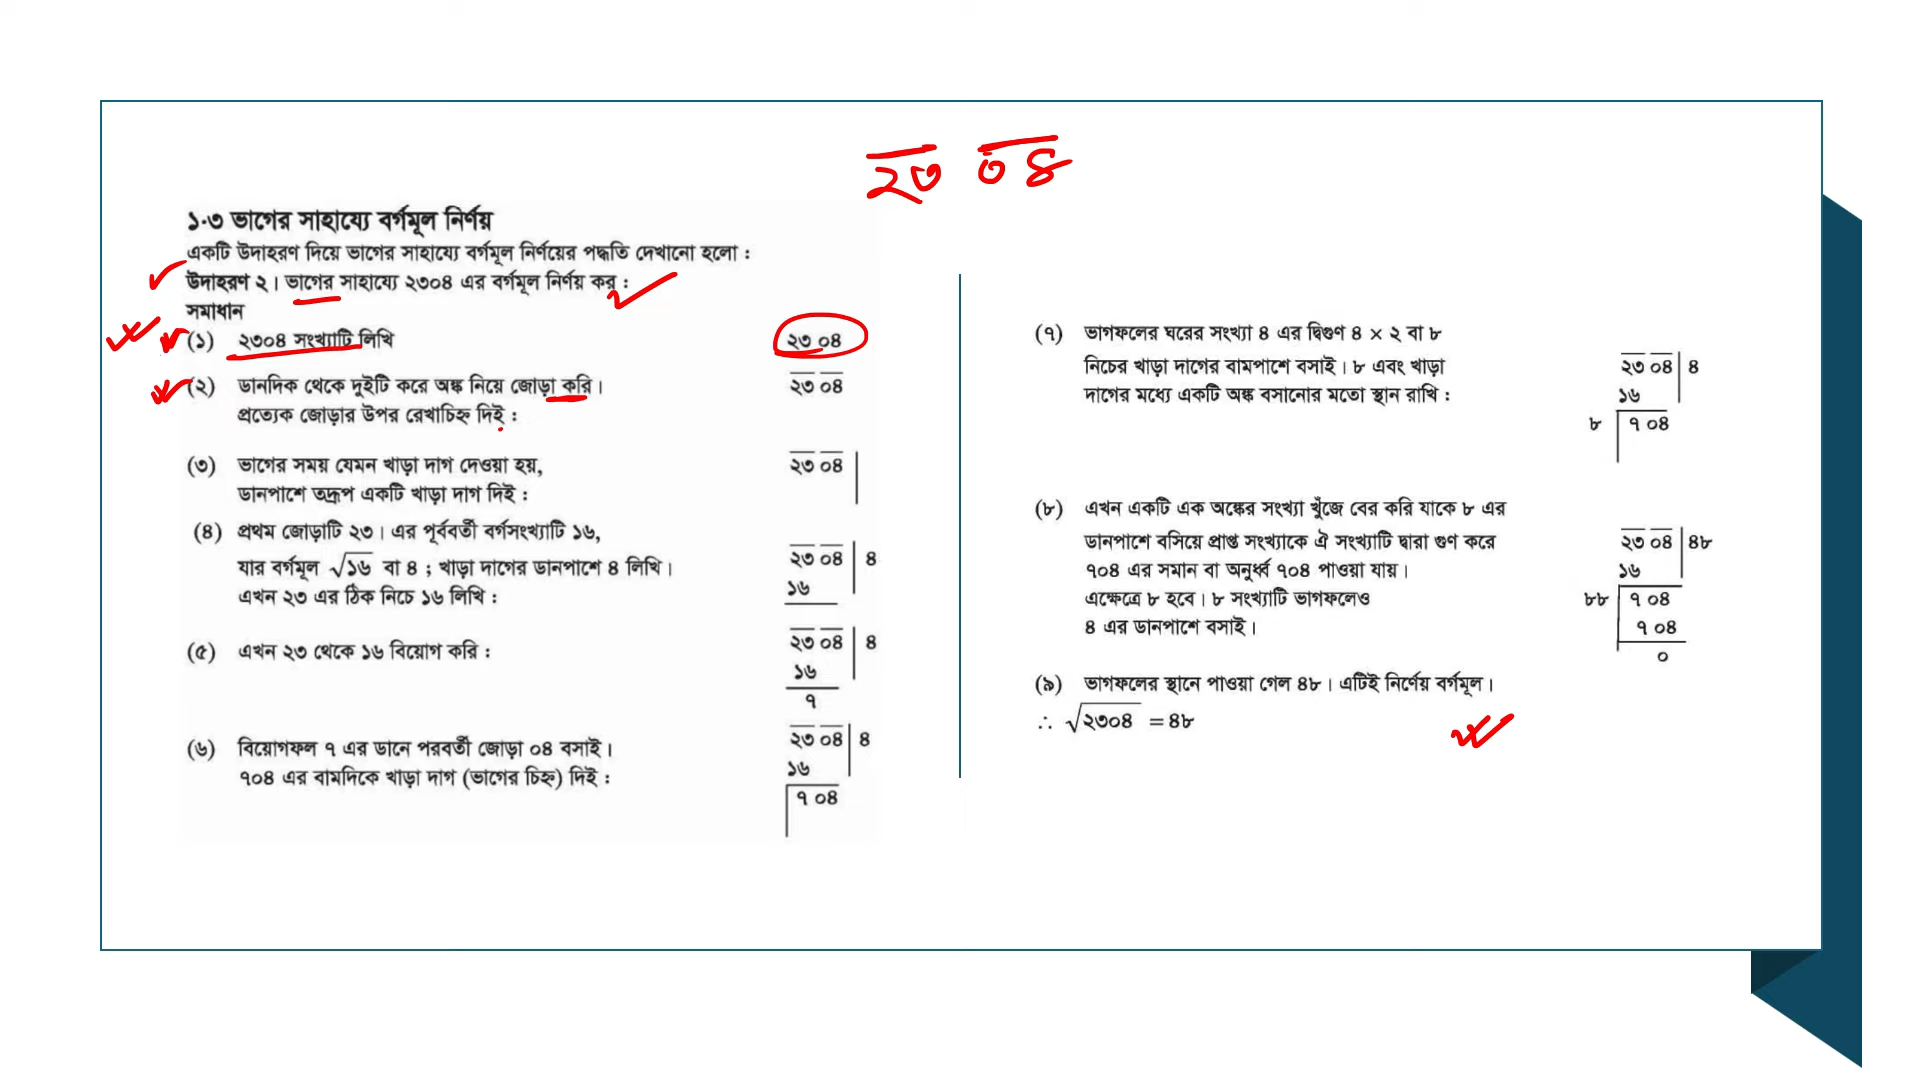 ২৩ ০৪
১·৩ ভাগের সাহায্যে বর্গমূল নির্ণয়
একটি উদাহরণ দিয়ে ভাগের সাহায্যে বর্গমূল নির্ণয়ের পদ্ধতি দেখানো হলো :
উদাহরণ ২। ভাগের সাহায্যে ২৩০৪ এর বর্গমূল নির্ণয় কর :
সমাধান
(১) ২৩০৪ সংখ্যাটি লিখি ২৩ ০৪
(২) ডানদিক থেকে দুইটি করে অঙ্ক নিয়ে জোড়া করি। ২৩ ০৪
প্রত্যেক জোড়ার উপর রেখাচিহ্ন দিই :
(৩) ভাগের সময় যেমন খাড়া দাগ দেওয়া হয়, ২৩ ০৪
ডানপাশে তদ্রূপ একটি খাড়া দাগ দিই :
(৪) প্রথম জোড়াটি ২৩। এর পূর্ববর্তী বর্গসংখ্যাটি ১৬,
যার বর্গমূল √১৬ বা ৪ ; খাড়া দাগের ডানপাশে ৪ লিখি। ২৩ ০৪ ৪
এখন ২৩ এর ঠিক নিচে ১৬ লিখি : ১৬
(৫) এখন ২৩ থেকে ১৬ বিয়োগ করি : ২৩ ০৪ ৪
১৬
৭
(৬) বিয়োগফল ৭ এর ডানে পরবর্তী জোড়া ০৪ বসাই। ২৩ ০৪ ৪
৭০৪ এর বামদিকে খাড়া দাগ (ভাগের চিহ্ন) দিই : ১৬
৭ ০৪
(৭) ভাগফলের ঘরের সংখ্যা ৪ এর দ্বিগুণ ৪ × ২ বা ৮
নিচের খাড়া দাগের বামপাশে বসাই। ৮ এবং খাড়া ২৩ ০৪ ৪
দাগের মধ্যে একটি অঙ্ক বসানোর মতো স্থান রাখি : ১৬
৮ ৭ ০৪
(৮) এখন একটি এক অঙ্কের সংখ্যা খুঁজে বের করি যাকে ৮ এর
ডানপাশে বসিয়ে প্রাপ্ত সংখ্যাকে ঐ সংখ্যাটি দ্বারা গুণ করে ২৩ ০৪ ৪৮
৭০৪ এর সমান বা অনুর্ধ্ব ৭০৪ পাওয়া যায়। ১৬
এক্ষেত্রে ৮ হবে। ৮ সংখ্যাটি ভাগফলেও ৮৮ ৭ ০৪
৪ এর ডানপাশে বসাই। ৭ ০৪
০
(৯) ভাগফলের স্থানে পাওয়া গেল ৪৮। এটিই নির্ণেয় বর্গমূল।
∴ √২৩০৪ = ৪৮